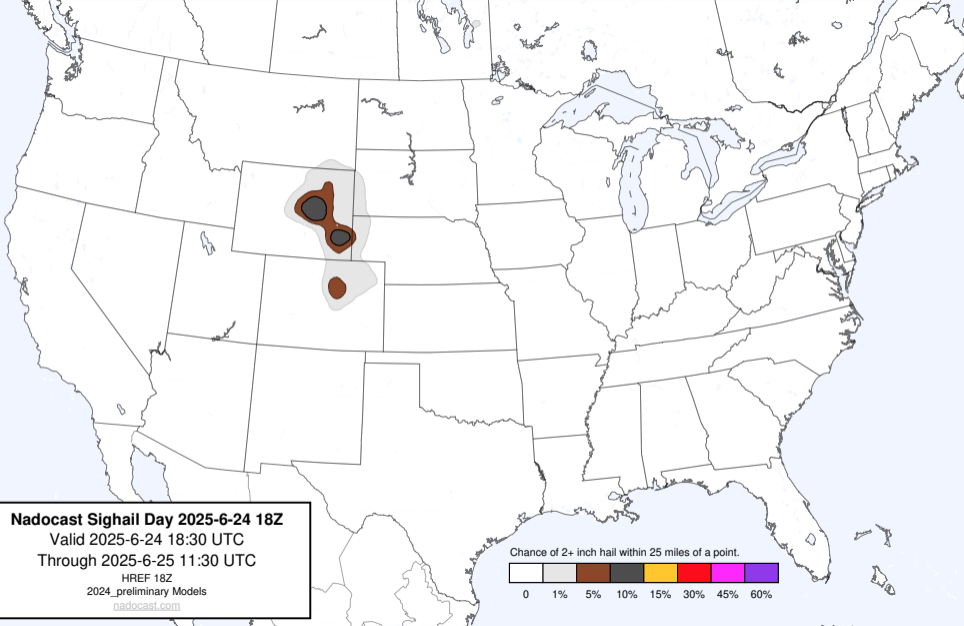 Nadocast Sighail Day 2025-6-24 18Z
Valid 2025-6-24 18:30 UTC
Through 2025-6-25 11:30 UTC
HREF 18Z
2024_preliminary Models
nadocast.com
Chance of 2+ inch hail within 25 miles of a point.
0 1% 5% 10% 15% 30% 45% 60%